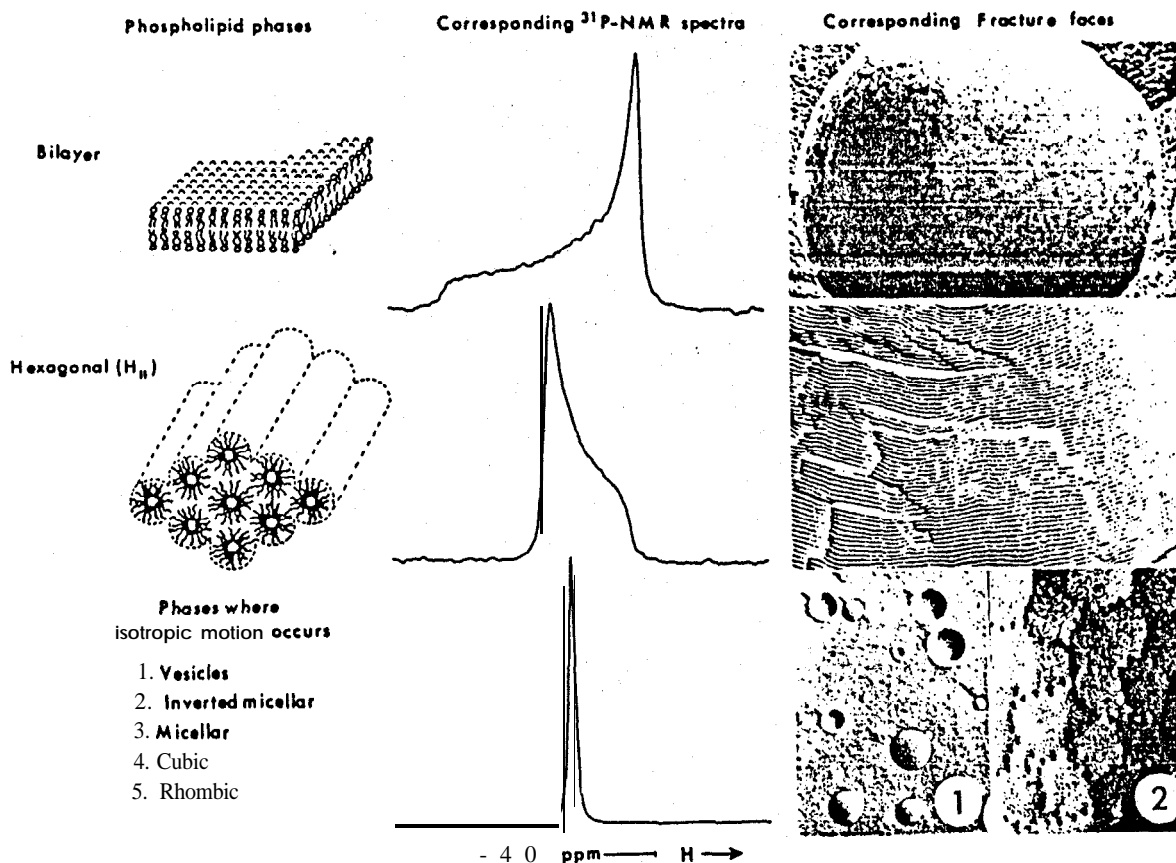 Phospholipid phases
Corresponding ³¹P-NMR spectra
Corresponding Fracture faces
Bilayer
Hexagonal (H_II)
Phases where
isotropic motion occurs
1. Vesicles
2. Inverted micellar
3. Micellar
4. Cubic
5. Rhombic
1
2
- 4 0 ppm H →